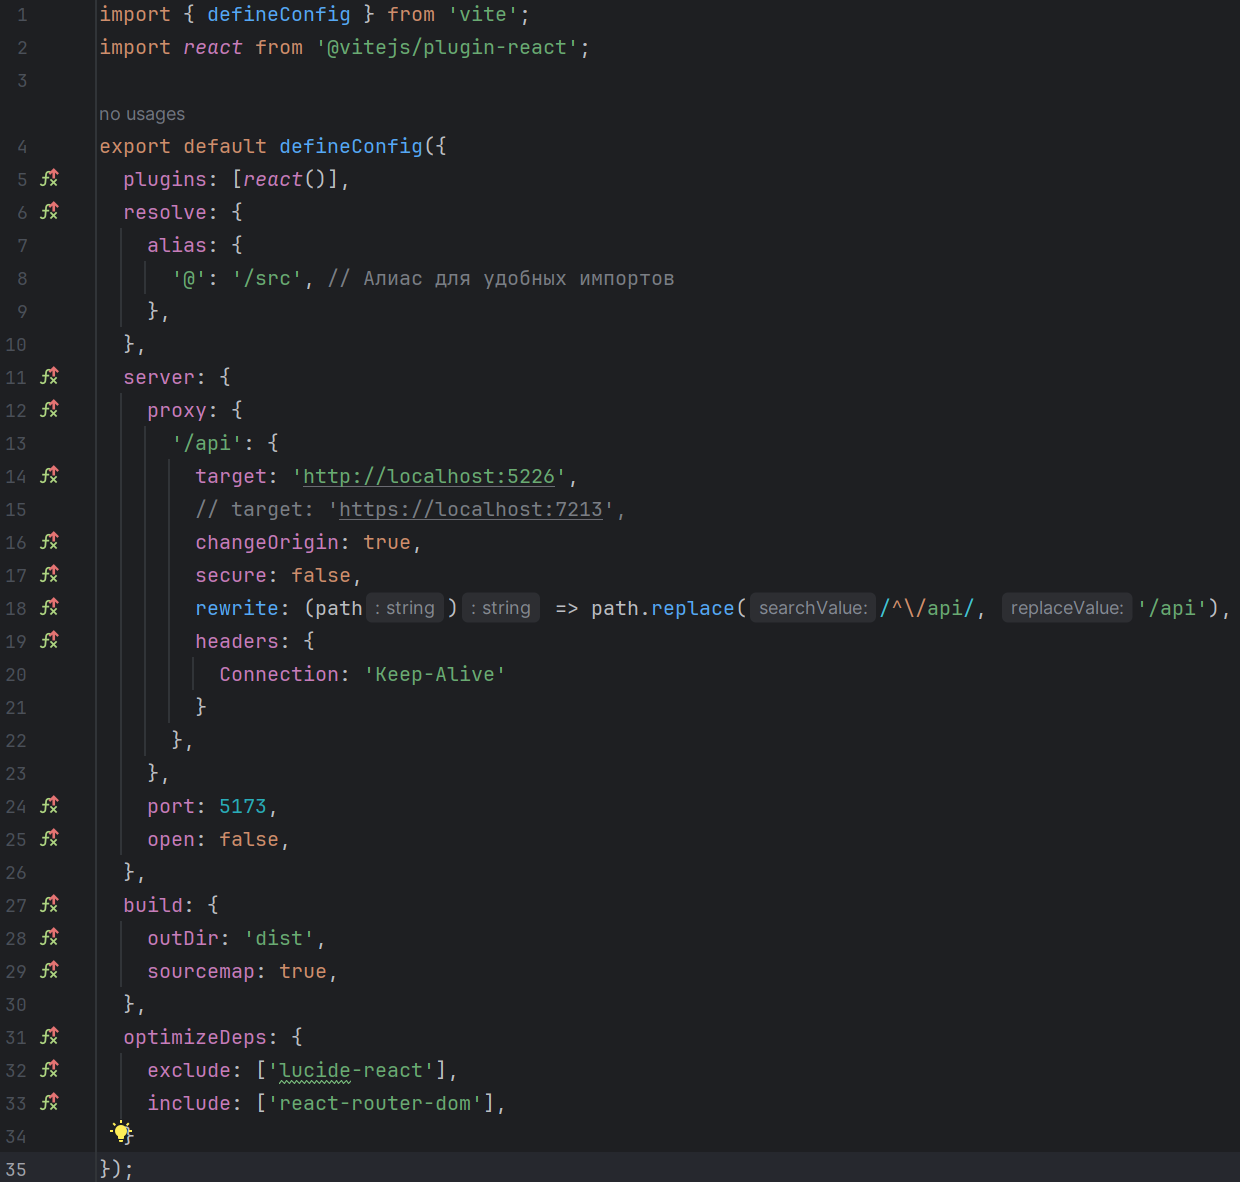 1 import { defineConfig } from 'vite';
2 import react from '@vitejs/plugin-react';
3
no usages
4 export default defineConfig({
5 plugins: [react()],
6 resolve: {
7 alias: {
8 '@': '/src', // Алиас для удобных импортов
9 },
10 },
11 server: {
12 proxy: {
13 '/api': {
14 target: 'http://localhost:5226',
15 // target: 'https://localhost:7213',
16 changeOrigin: true,
17 secure: false,
18 rewrite: (path : string ) : string => path.replace( searchValue: /^\/api/, replaceValue: '/api'),
19 headers: {
20 Connection: 'Keep-Alive'
21 }
22 },
23 },
24 port: 5173,
25 open: false,
26 },
27 build: {
28 outDir: 'dist',
29 sourcemap: true,
30 },
31 optimizeDeps: {
32 exclude: ['lucide-react'],
33 include: ['react-router-dom'],
34 }
35 });